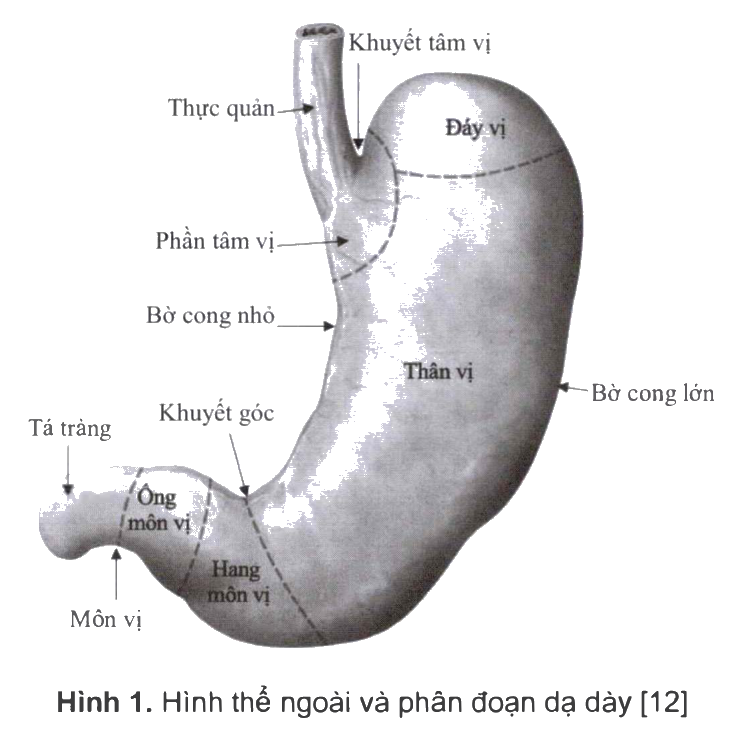 Khuyết tâm vị
Thực quản
Đáy vị
Phần tâm vị
Bờ cong nhỏ
Thân vị
Bờ cong lớn
Khuyết góc
Tá tràng
Ông
môn vị
Hang
môn vị
Môn vị
Hình 1. Hình thể ngoài và phân đoạn dạ dày [12]